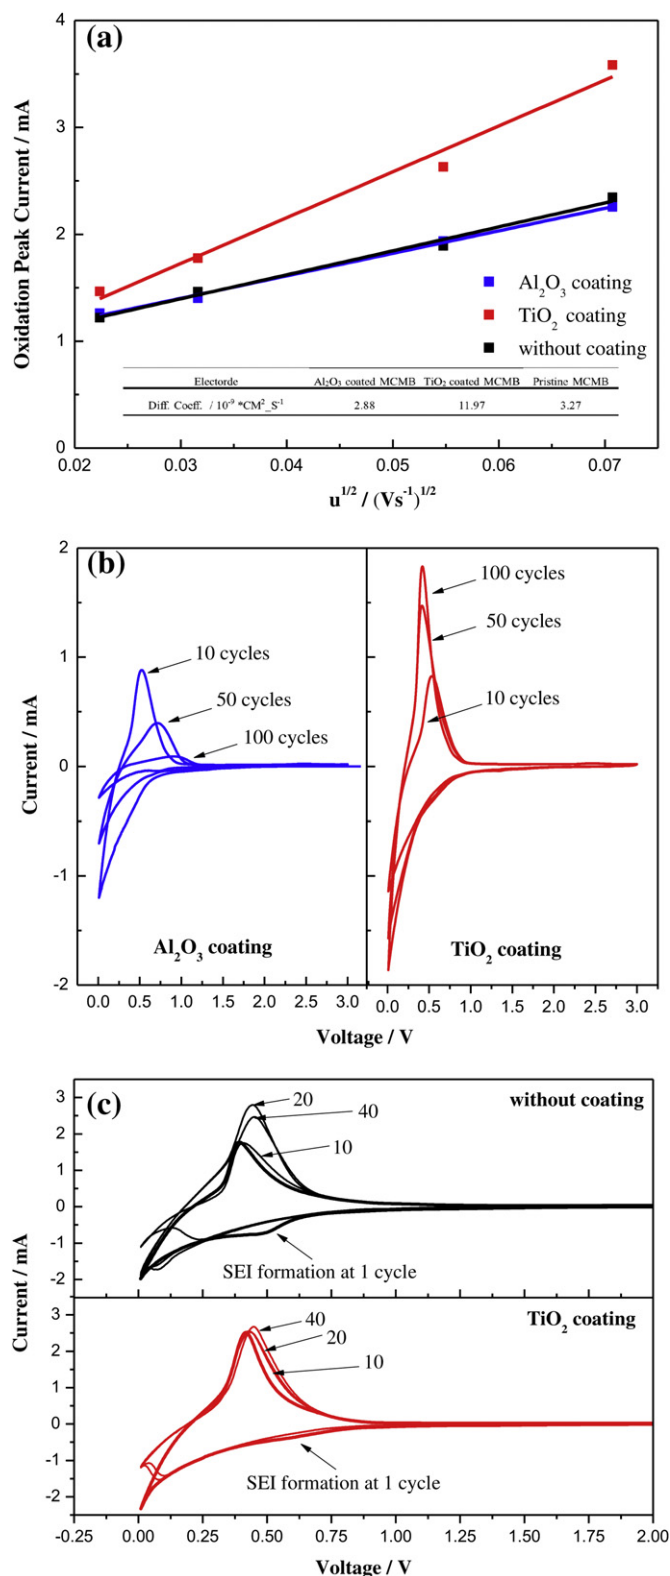 (a)
Oxidation Peak Current / mA
4
3
2
1
0
Al₂O₃ coating
TiO₂ coating
without coating
Electorde Al₂O₃ coated MCMB TiO₂ coated MCMB Pristine MCMB
Diff. Coeff. / 10⁻⁹ *CM²_S⁻¹ 2.88 11.97 3.27
0.02 0.03 0.04 0.05 0.06 0.07
u¹ᐟ² / (Vs⁻¹)¹ᐟ²
(b)
Current / mA
2
1
0
-1
-2
10 cycles
50 cycles
100 cycles
Al₂O₃ coating
100 cycles
50 cycles
10 cycles
TiO₂ coating
0.0 0.5 1.0 1.5 2.0 2.5 3.0 0.0 0.5 1.0 1.5 2.0 2.5 3.0
Voltage / V
(c)
Current / mA
3
2
1
0
-1
-2
20
40
10
without coating
SEI formation at 1 cycle
3
2
1
0
-1
-2
40
20
10
TiO₂ coating
SEI formation at 1 cycle
-0.25 0.00 0.25 0.50 0.75 1.00 1.25 1.50 1.75 2.00
Voltage / V